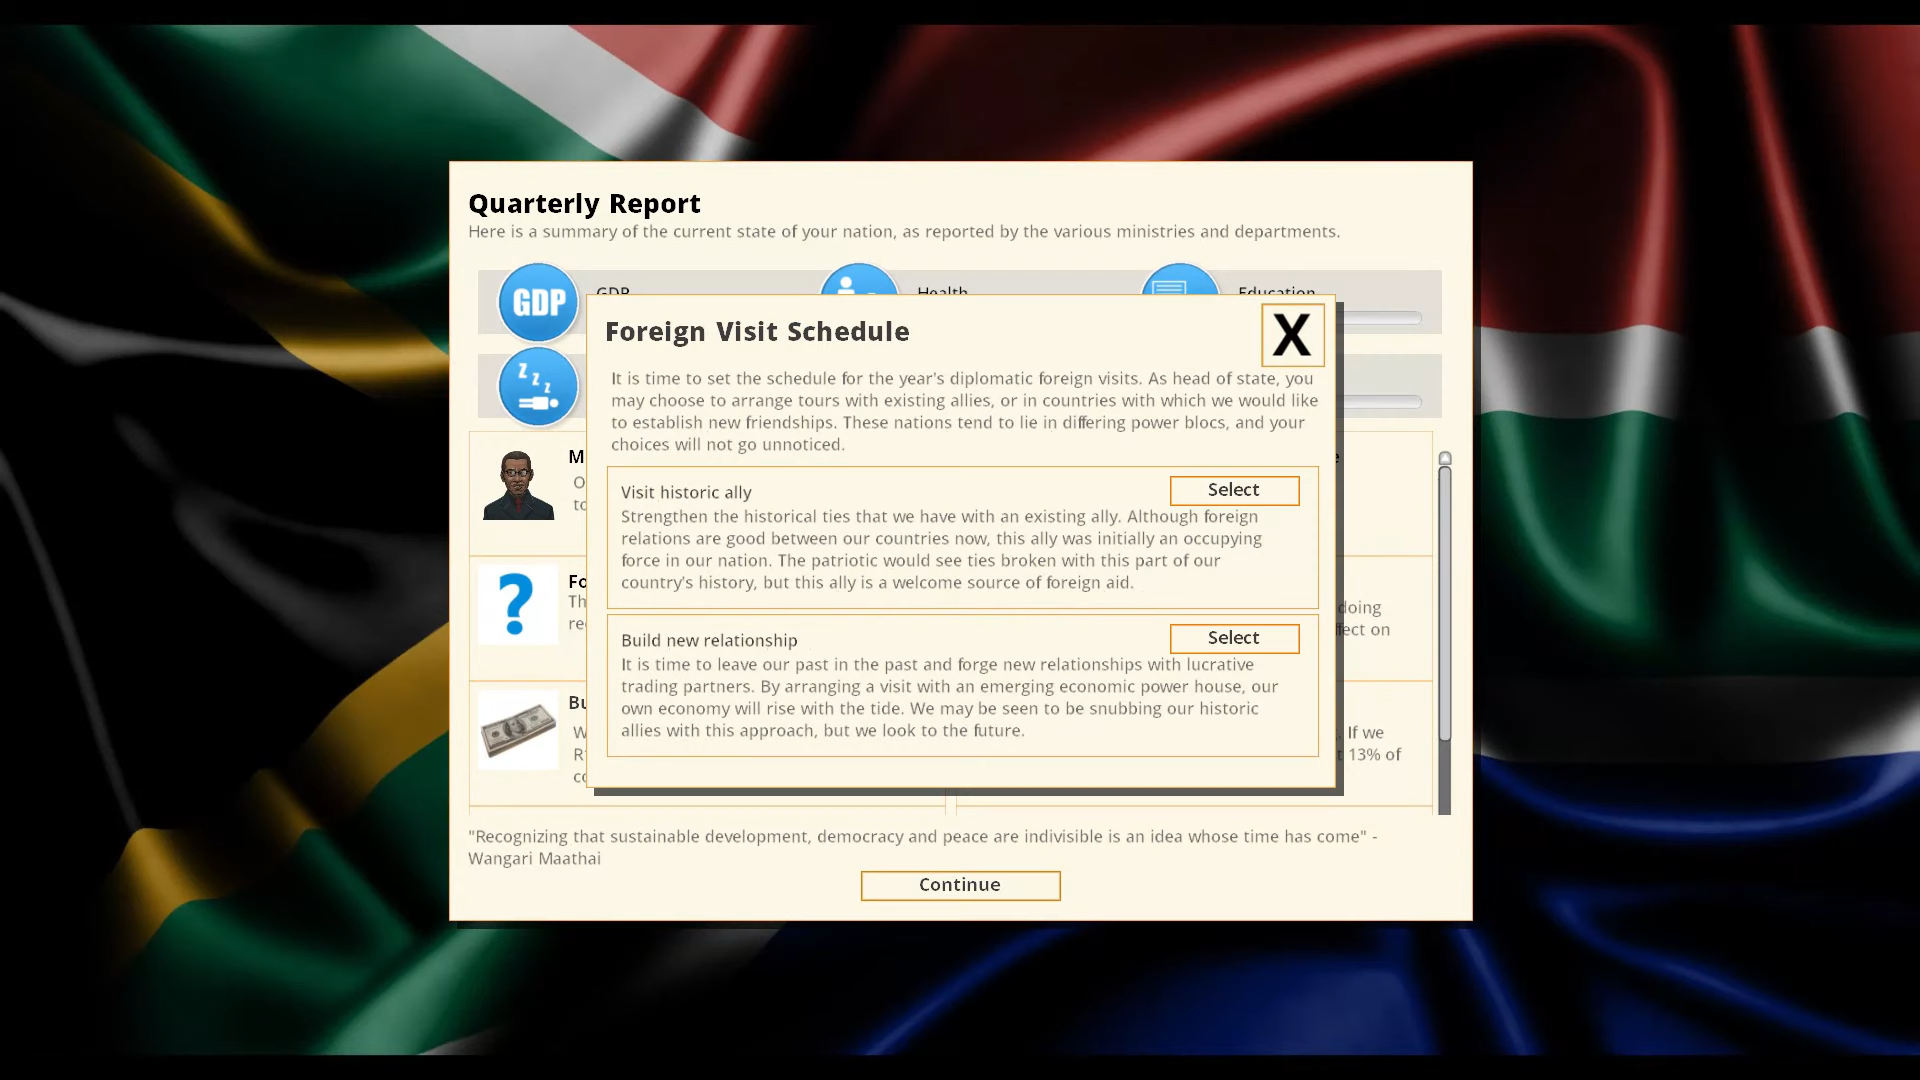 Quarterly Report
Here is a summary of the current state of your nation, as reported by the various ministries and departments.
GDP
GDP
Health
Education
Foreign Visit Schedule
X
It is time to set the schedule for the year's diplomatic foreign visits. As head of state, you
may choose to arrange tours with existing allies, or in countries with which we would like
to establish new friendships. These nations tend to lie in differing power blocs, and your
choices will not go unnoticed.
Visit historic ally
Select
Strengthen the historical ties that we have with an existing ally. Although foreign
relations are good between our countries now, this ally was initially an occupying
force in our nation. The patriotic would see ties broken with this part of our
country's history, but this ally is a welcome source of foreign aid.
Build new relationship
Select
It is time to leave our past in the past and forge new relationships with lucrative
trading partners. By arranging a visit with an emerging economic power house, our
own economy will rise with the tide. We may be seen to be snubbing our historic
allies with this approach, but we look to the future.
doing
. If we
13% of
"Recognizing that sustainable development, democracy and peace are indivisible is an idea whose time has come" -
Wangari Maathai
Continue